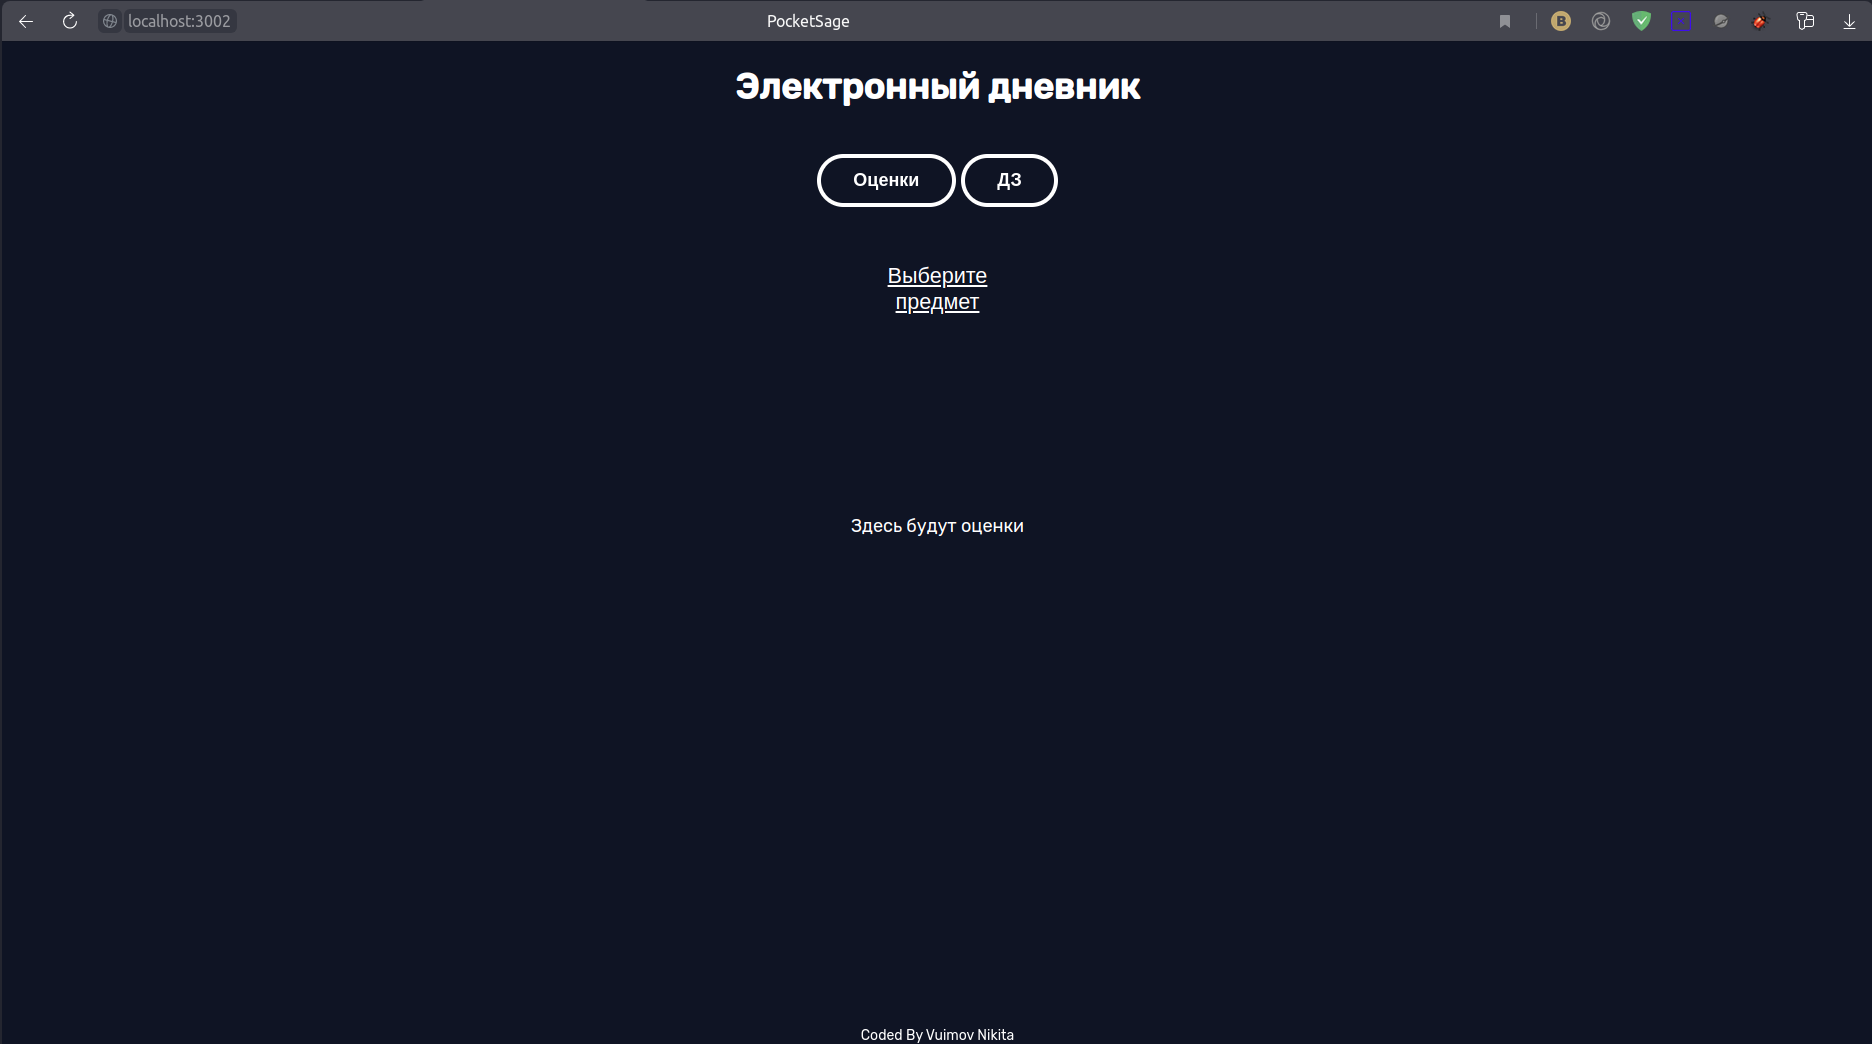 localhost:3002
PocketSage
B
Электронный дневник
Оценки
ДЗ
Выберите
предмет
Здесь будут оценки
Coded By Vuimov Nikita